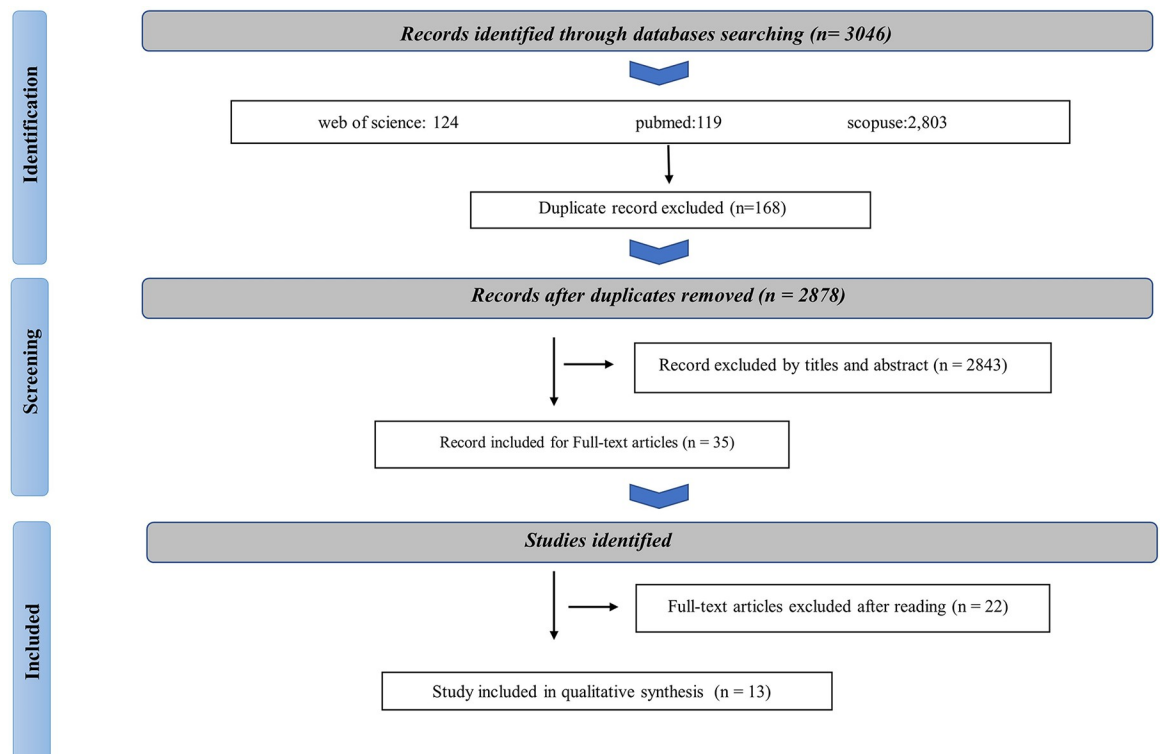 Identification
Records identified through databases searching (n= 3046)
web of science: 124 pubmed:119 scopuse:2,803
Duplicate record excluded (n=168)
Screening
Records after duplicates removed (n = 2878)
Record excluded by titles and abstract (n = 2843)
Record included for Full-text articles (n = 35)
Included
Studies identified
Full-text articles excluded after reading (n = 22)
Study included in qualitative synthesis (n = 13)